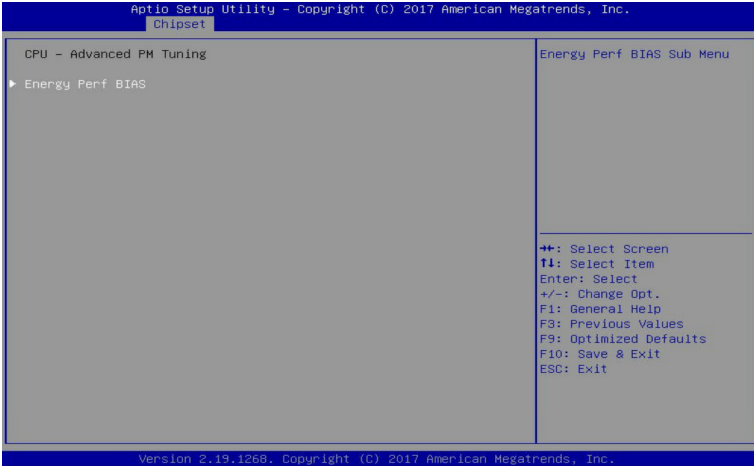 Aptio Setup Utility – Copyright (C) 2017 American Megatrends, Inc.
Chipset
CPU – Advanced PM Tuning
► Energy Perf BIAS
Energy Perf BIAS Sub Menu
→←: Select Screen
↑↓: Select Item
Enter: Select
+/-: Change Opt.
F1: General Help
F3: Previous Values
F9: Optimized Defaults
F10: Save & Exit
ESC: Exit
Version 2.19.1268. Copyright (C) 2017 American Megatrends, Inc.